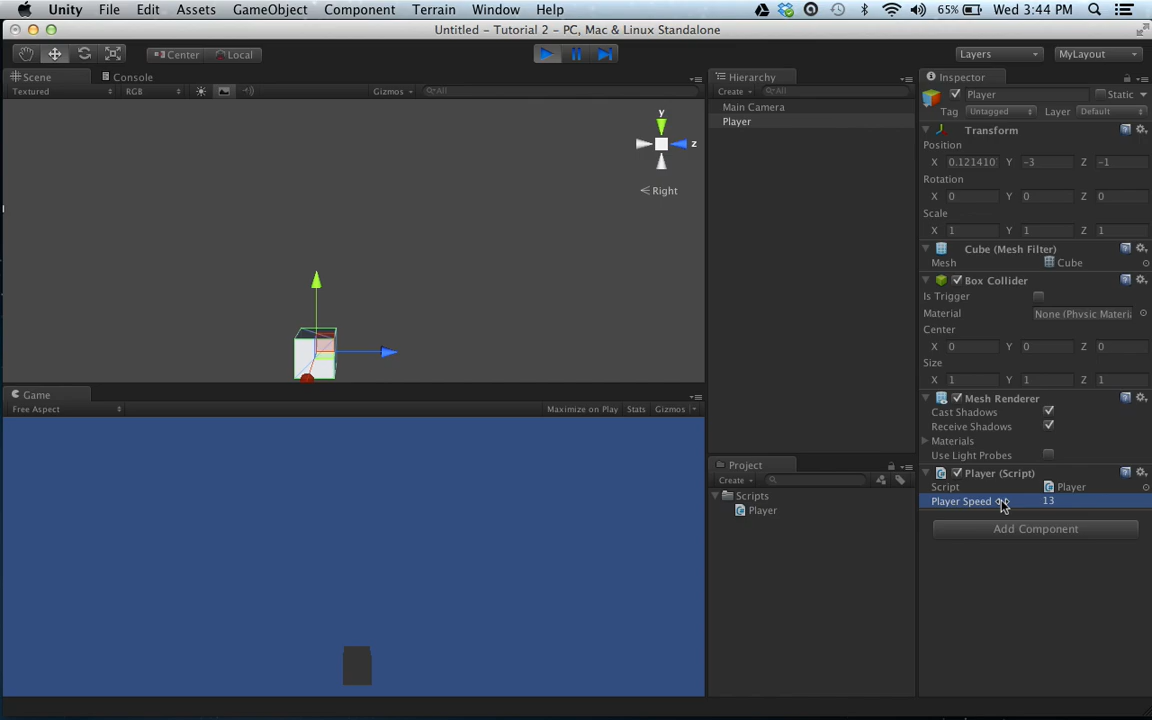 Unity File Edit Assets GameObject Component Terrain Window Help 65% Wed 3:44 PM
Untitled - Tutorial 2 - PC, Mac & Linux Standalone
Center Local Layers MyLayout
Scene Console
Textured RGB Gizmos All
y
z
Right
Hierarchy
Create All
Main Camera
Player
Game
Free Aspect Maximize on Play Stats Gizmos
Project
Create
Scripts
Player
Inspector
Player Static
Tag Untagged Layer Default
Transform
Position
X 0.121410 Y -3 Z -1
Rotation
X 0 Y 0 Z 0
Scale
X 1 Y 1 Z 1
Cube (Mesh Filter)
Mesh Cube
Box Collider
Is Trigger
Material None (Physic Materia
Center
X 0 Y 0 Z 0
Size
X 1 Y 1 Z 1
Mesh Renderer
Cast Shadows
Receive Shadows
Materials
Use Light Probes
Player (Script)
Script Player
Player Speed 13
Add Component